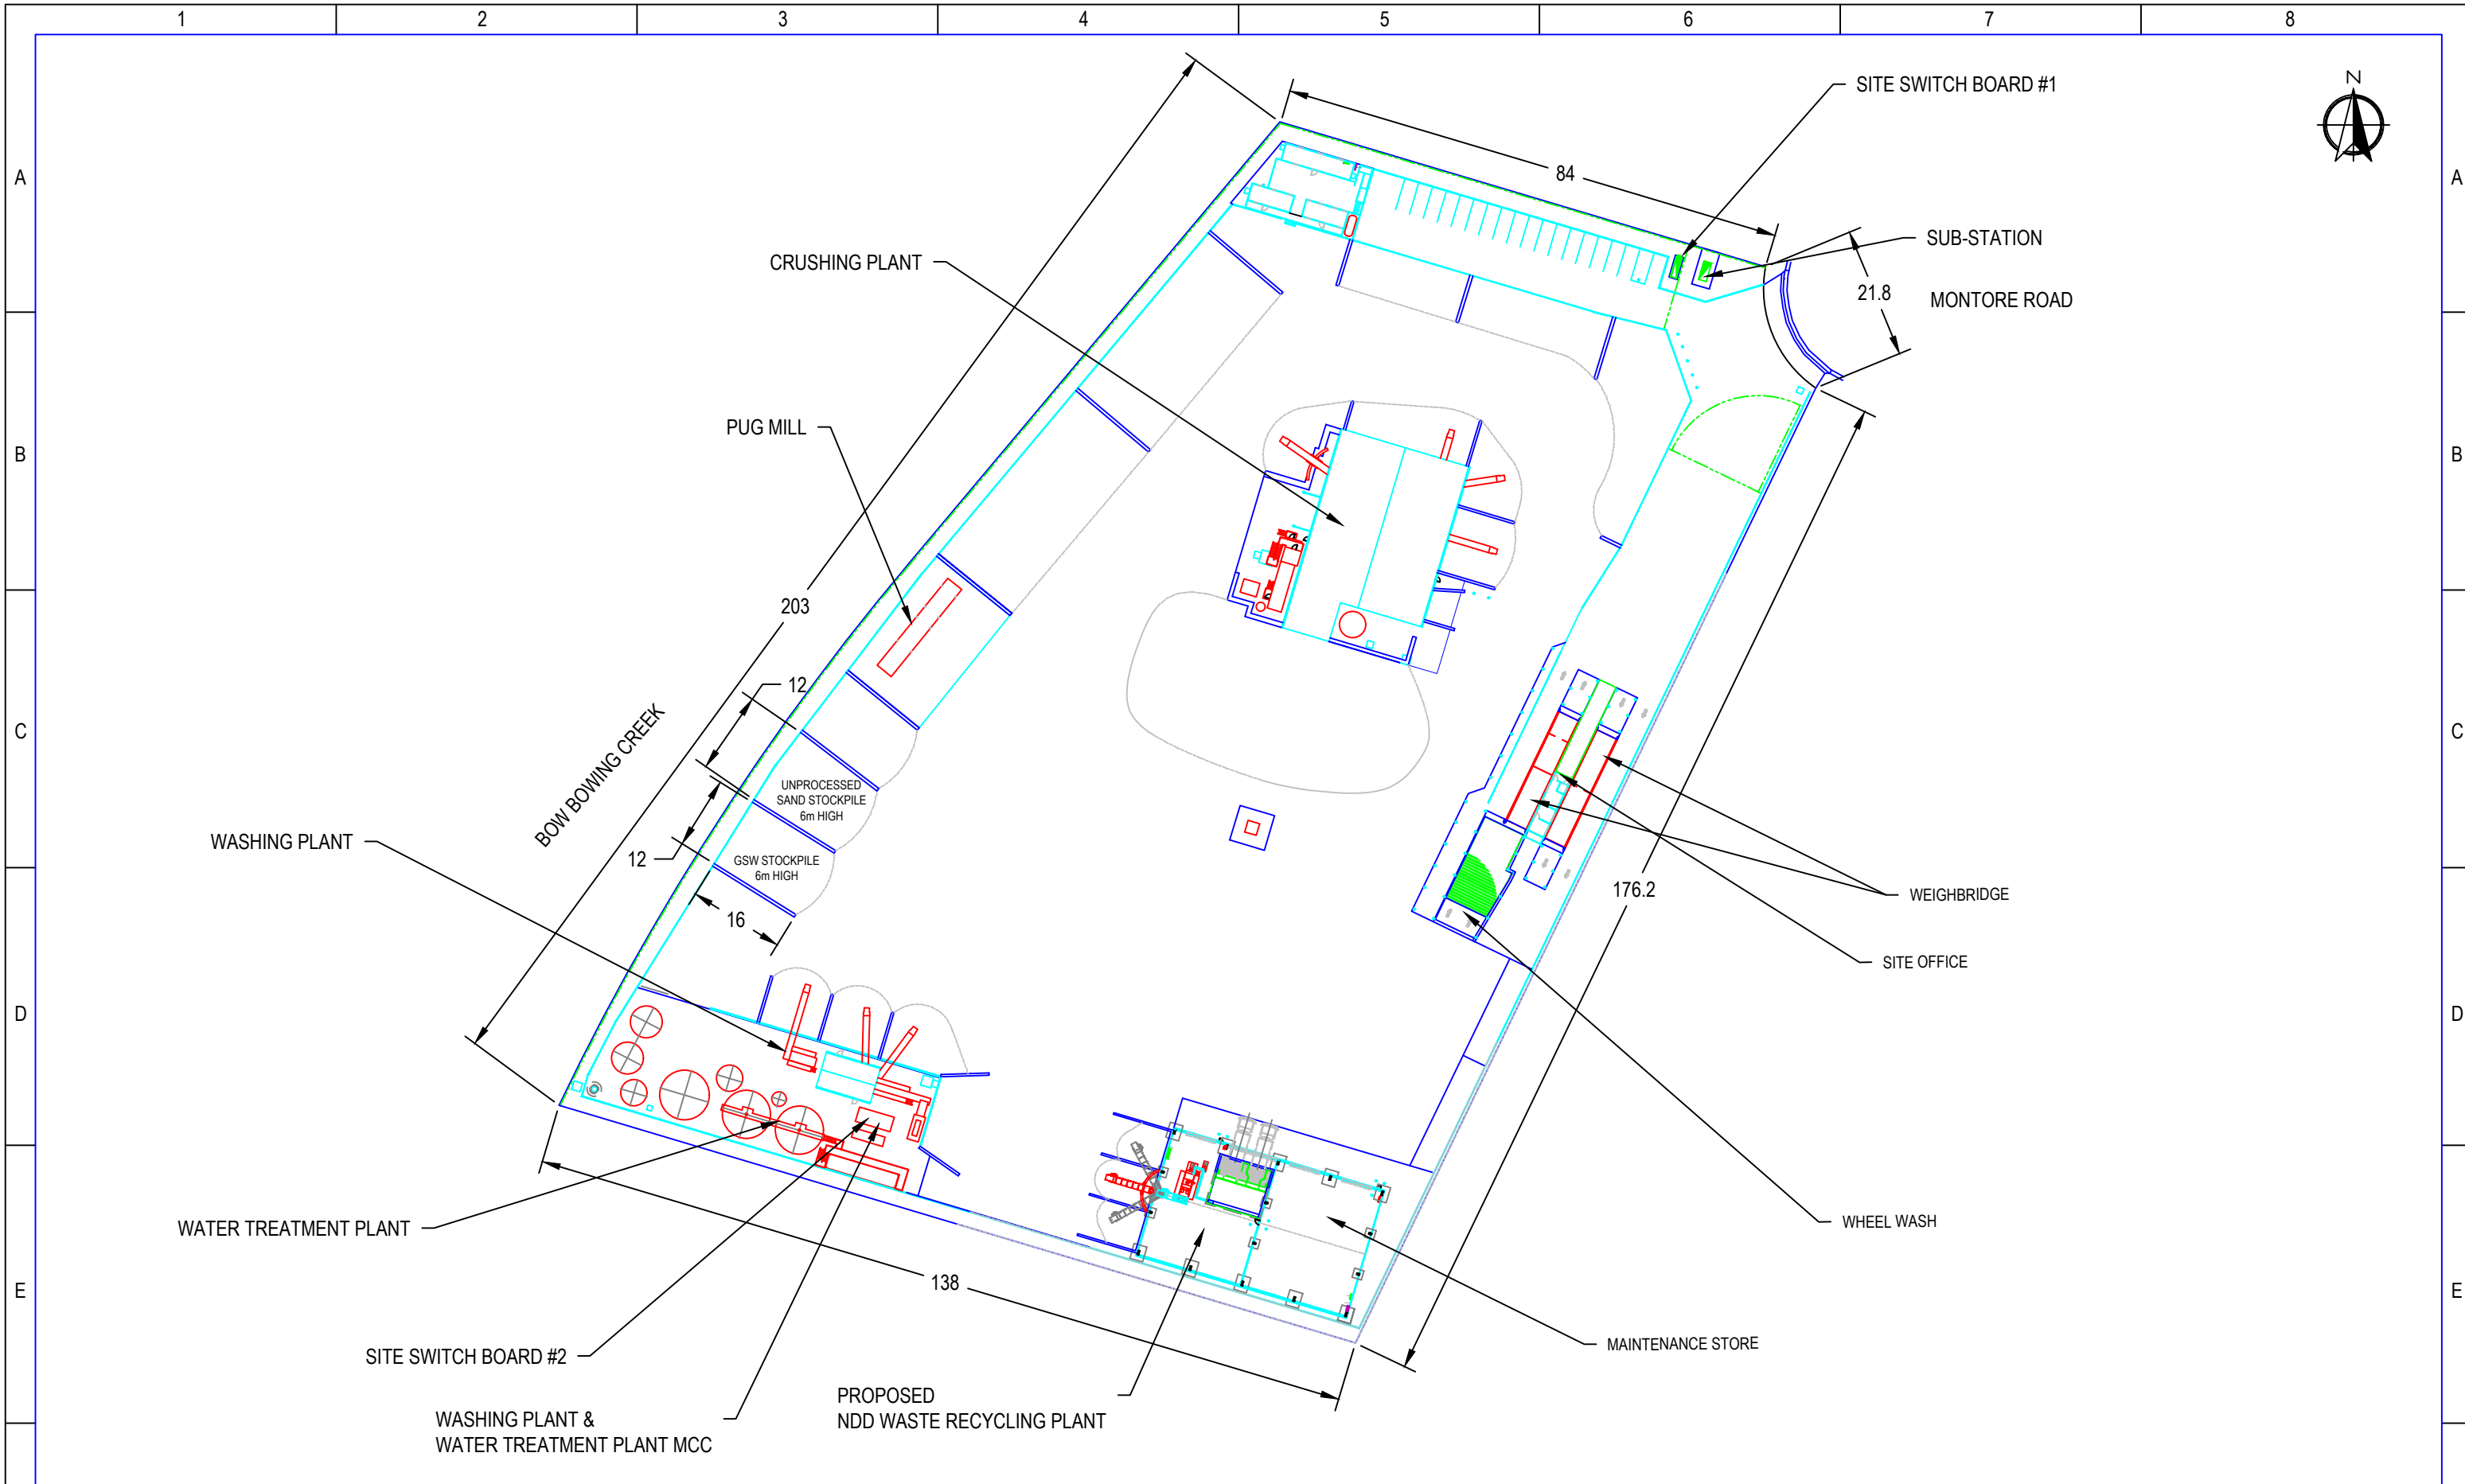 1 2 3 4 5 6 7 8
N
SITE SWITCH BOARD #1
A
84
A
SUB-STATION
CRUSHING PLANT
21.8
MONTORE ROAD
PUG MILL
B
B
203
12
C
BOW BOWING CREEK
C
UNPROCESSED
SAND STOCKPILE
6m HIGH
WASHING PLANT
12
GSW STOCKPILE
6m HIGH
176.2
WEIGHBRIDGE
16
SITE OFFICE
D
D
WHEEL WASH
WATER TREATMENT PLANT
138
E
E
MAINTENANCE STORE
SITE SWITCH BOARD #2
PROPOSED
NDD WASTE RECYCLING PLANT
WASHING PLANT &
WATER TREATMENT PLANT MCC